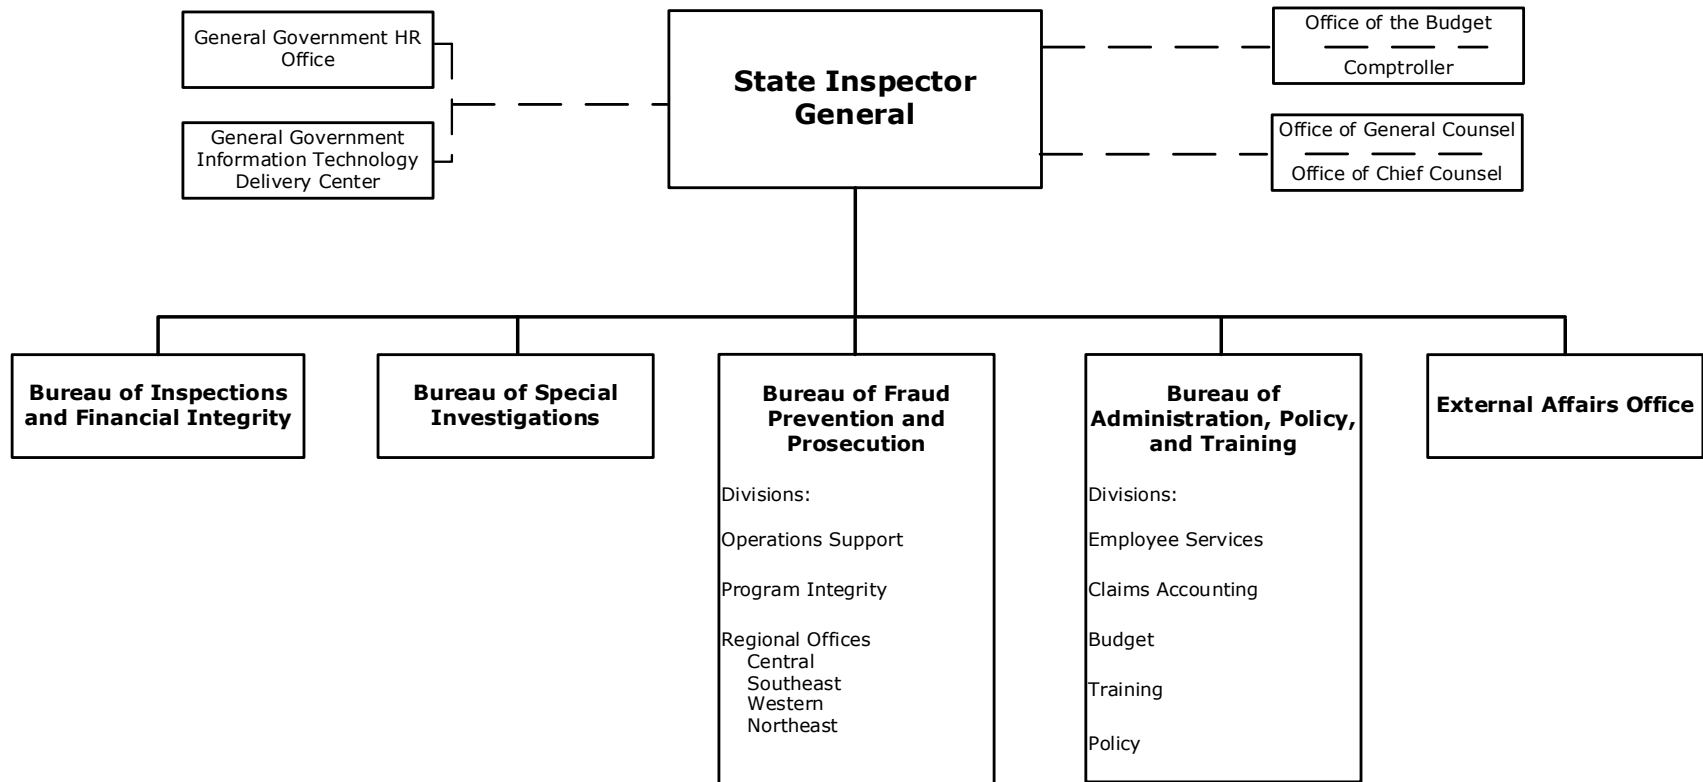 General Government HR
Office
General Government
Information Technology
Delivery Center
State Inspector
General
Office of the Budget
Comptroller
Office of General Counsel
Office of Chief Counsel
Bureau of Inspections
and Financial Integrity
Bureau of Special
Investigations
Bureau of Fraud
Prevention and
Prosecution
Divisions:
Operations Support
Program Integrity
Regional Offices
Central
Southeast
Western
Northeast
Bureau of
Administration, Policy,
and Training
Divisions:
Employee Services
Claims Accounting
Budget
Training
Policy
External Affairs Office